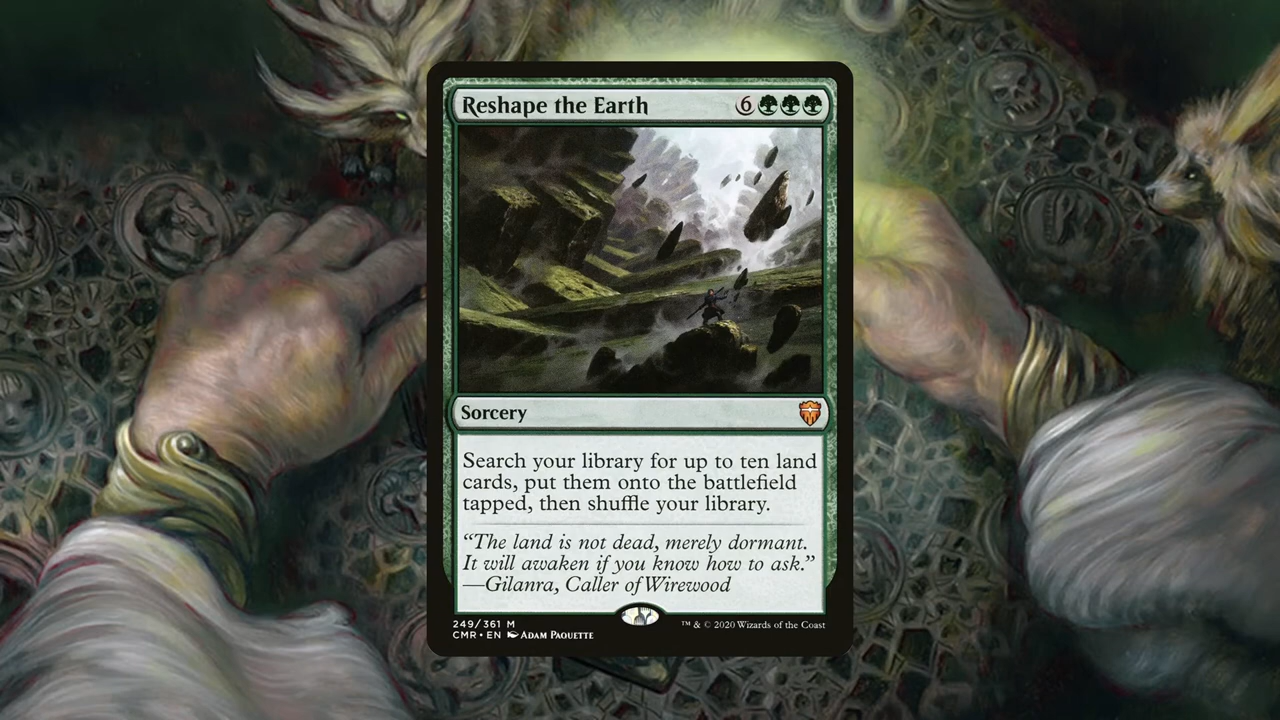 Reshape the Earth 6
Sorcery
Search your library for up to ten land
cards, put them onto the battlefield
tapped, then shuffle your library.
“The land is not dead, merely dormant.
It will awaken if you know how to ask.”
—Gilanra, Caller of Wirewood
249/361 M
CMR • EN Adam Paquette
™ & © 2020 Wizards of the Coast